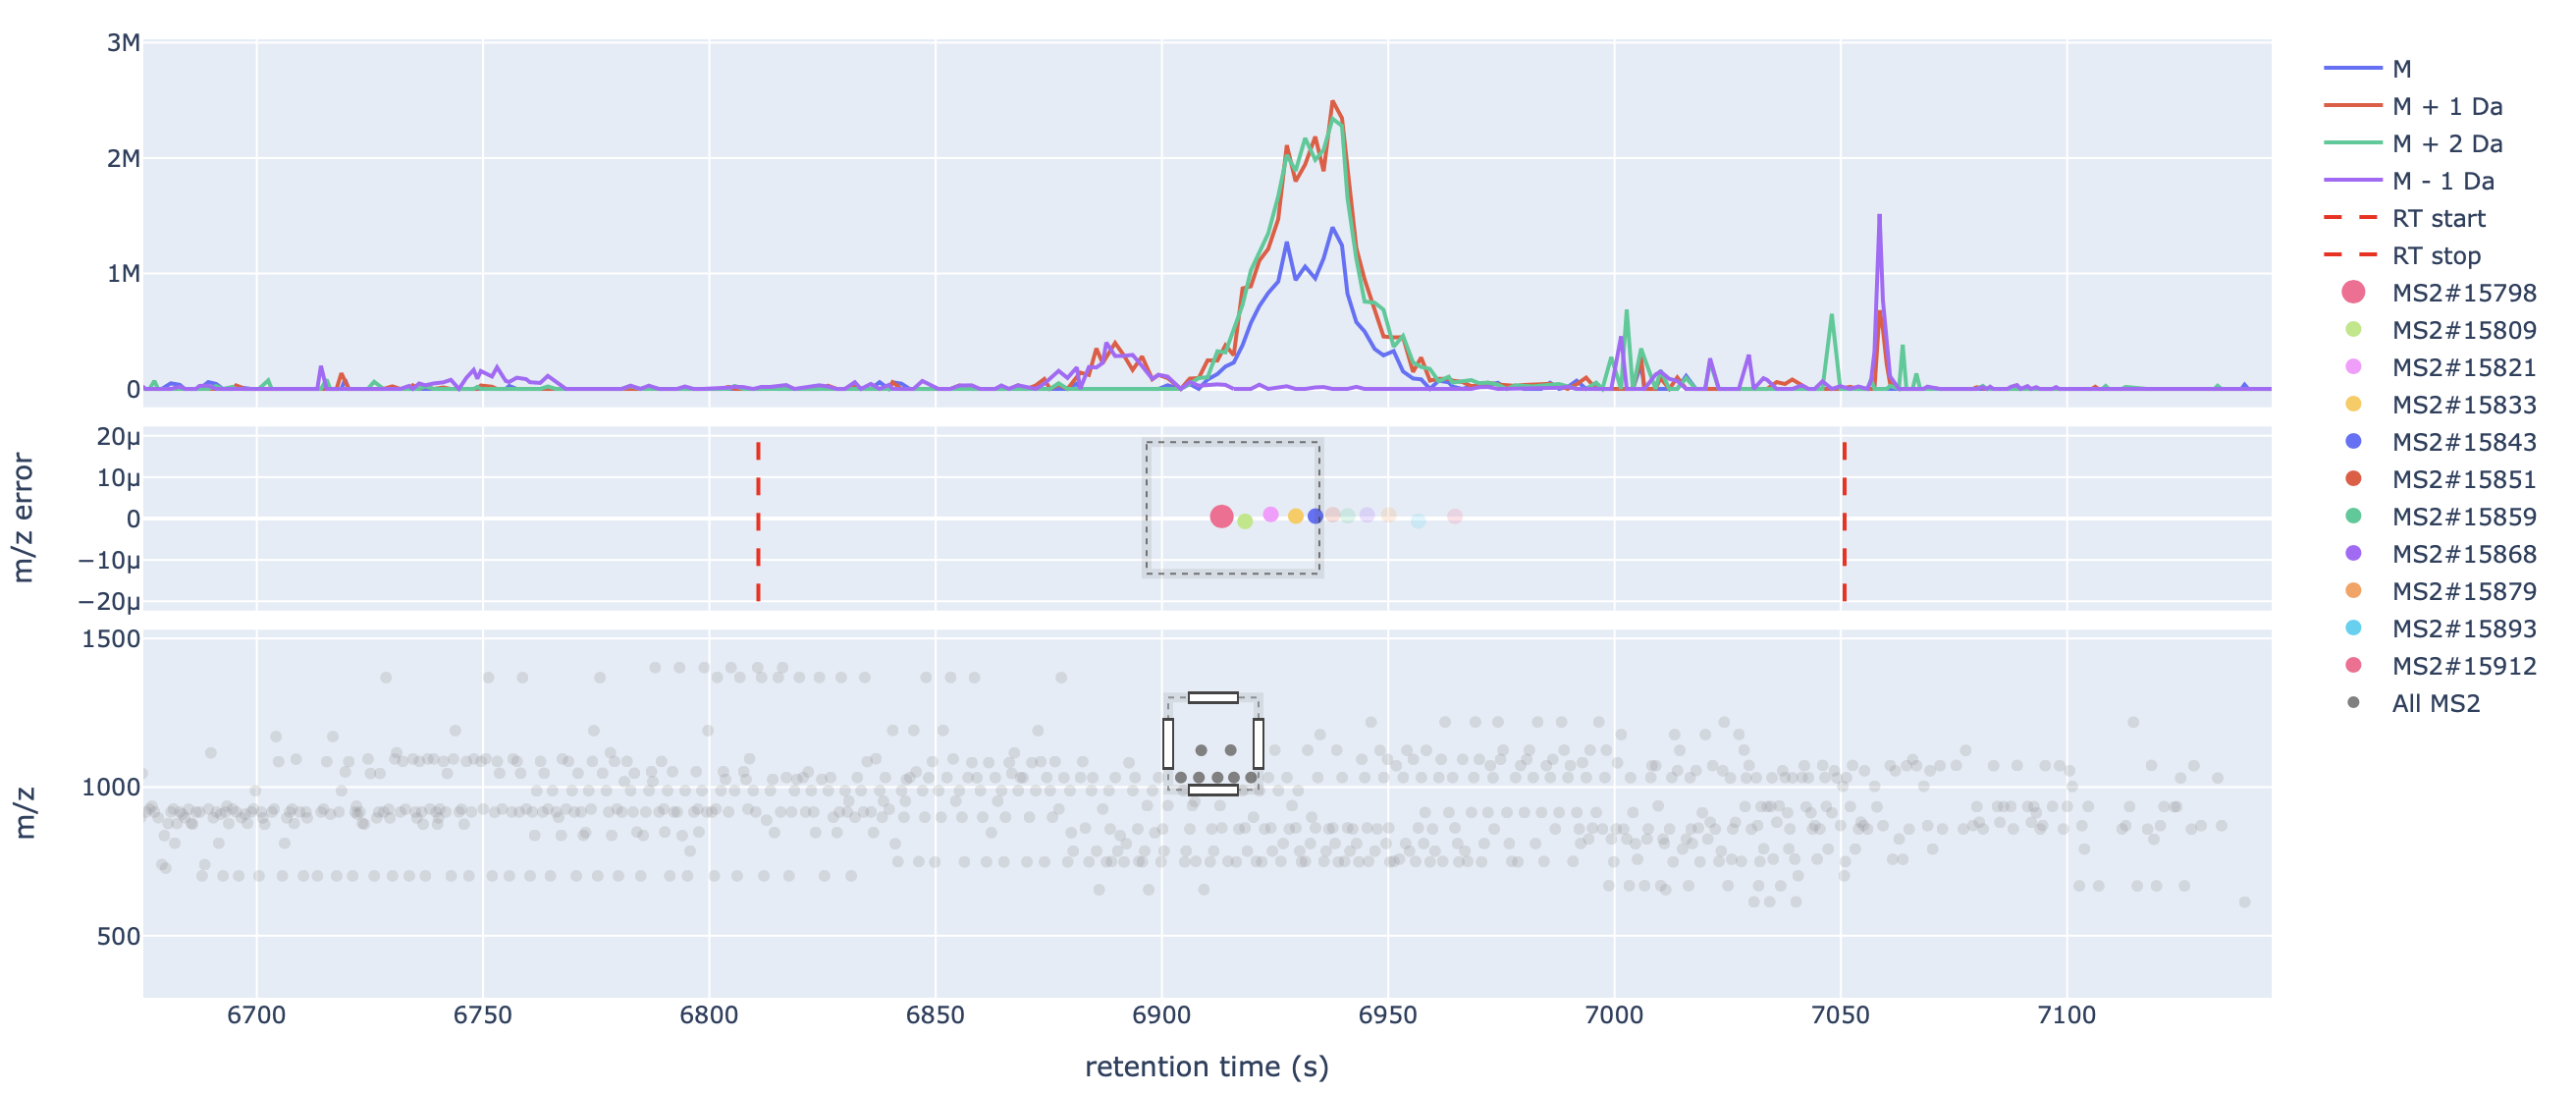 3M
2M
1M
0
20µ
10µ
0
−10µ
−20µ
m/z error
1500
1000
500
m/z
6700 6750 6800 6850 6900 6950 7000 7050 7100
retention time (s)
M
M + 1 Da
M + 2 Da
M - 1 Da
RT start
RT stop
MS2#15798
MS2#15809
MS2#15821
MS2#15833
MS2#15843
MS2#15851
MS2#15859
MS2#15868
MS2#15879
MS2#15893
MS2#15912
All MS2